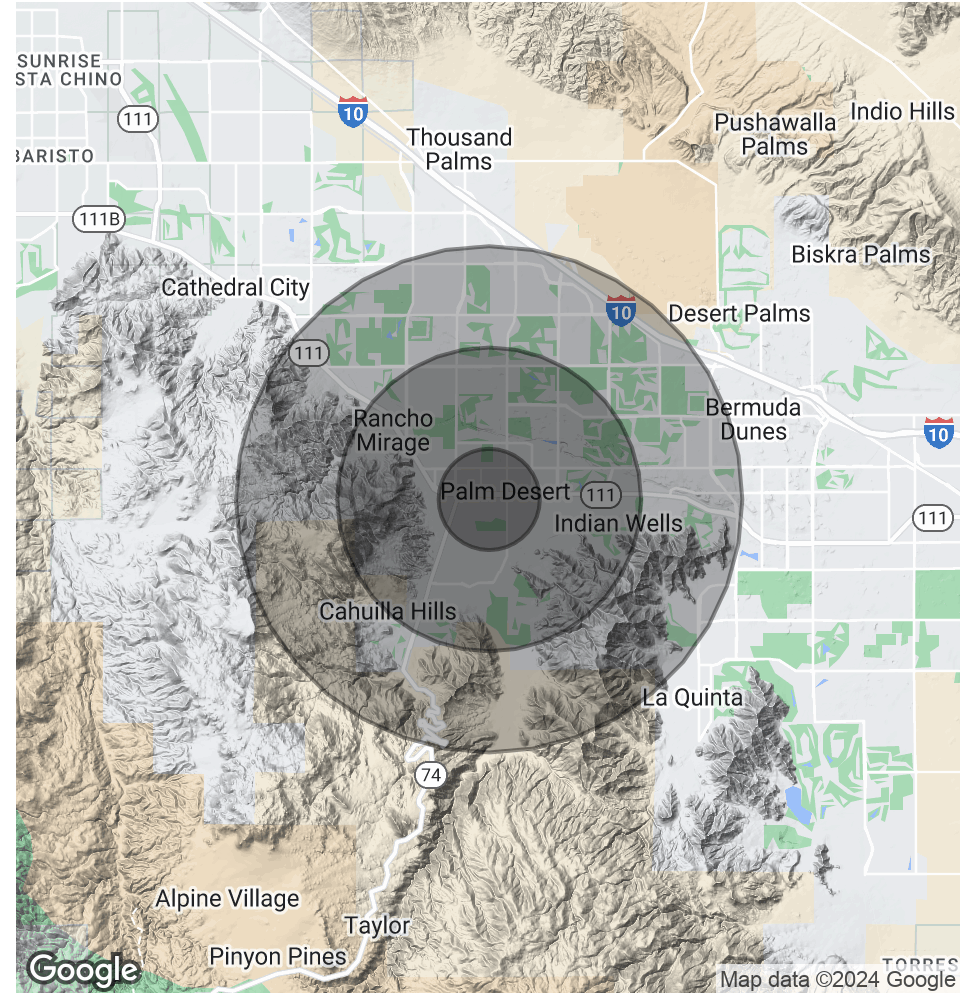 SUNRISE
STA CHINO
111
10
Indio Hills
Thousand
Palms
Pushawalla
Palms
BARISTO
111B
Biskra Palms
Cathedral City
10
Desert Palms
111
Rancho
Mirage
Bermuda
Dunes
10
Palm Desert
111
Indian Wells
111
Cahuilla Hills
La Quinta
74
Alpine Village
Taylor
Pinyon Pines
TORRES
Google
Map data ©2024 Google